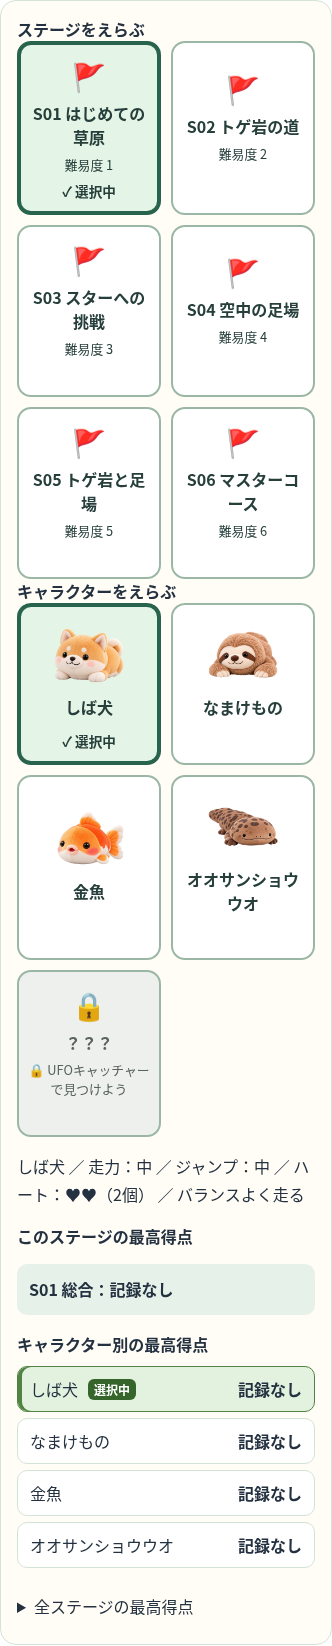 ステージをえらぶ
S01 はじめての
草原
難易度 1
✓ 選択中
S02 トゲ岩の道
難易度 2
S03 スターへの
挑戦
難易度 3
S04 空中の足場
難易度 4
S05 トゲ岩と足
場
難易度 5
S06 マスターコ
ース
難易度 6
キャラクターをえらぶ
しば犬
✓ 選択中
なまけもの
金魚
オオサンショウ
ウオ
？？？
🔒 UFOキャッチャー
で見つけよう
しば犬 ／ 走力：中 ／ ジャンプ：中 ／ ハ
ート：♥♥（2個） ／ バランスよく走る
このステージの最高得点
S01 総合：記録なし
キャラクター別の最高得点
しば犬 選択中 記録なし
なまけもの 記録なし
金魚 記録なし
オオサンショウウオ 記録なし
▶ 全ステージの最高得点